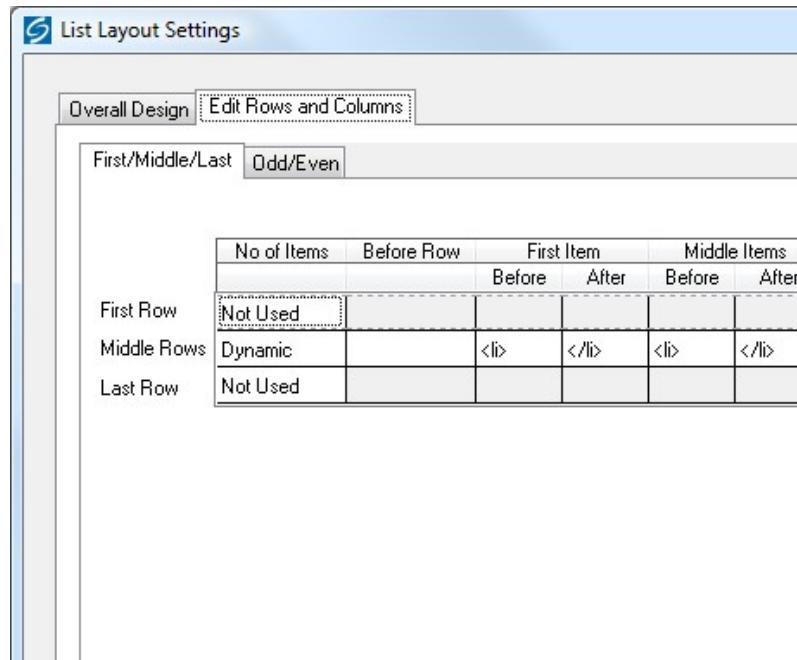 List Layout Settings
Overall Design Edit Rows and Columns
First/Middle/Last Odd/Even
No of Items Before Row First Item Middle Items
Before After Before After
First Row Not Used
Middle Rows Dynamic <li> </li> <li> </li>
Last Row Not Used